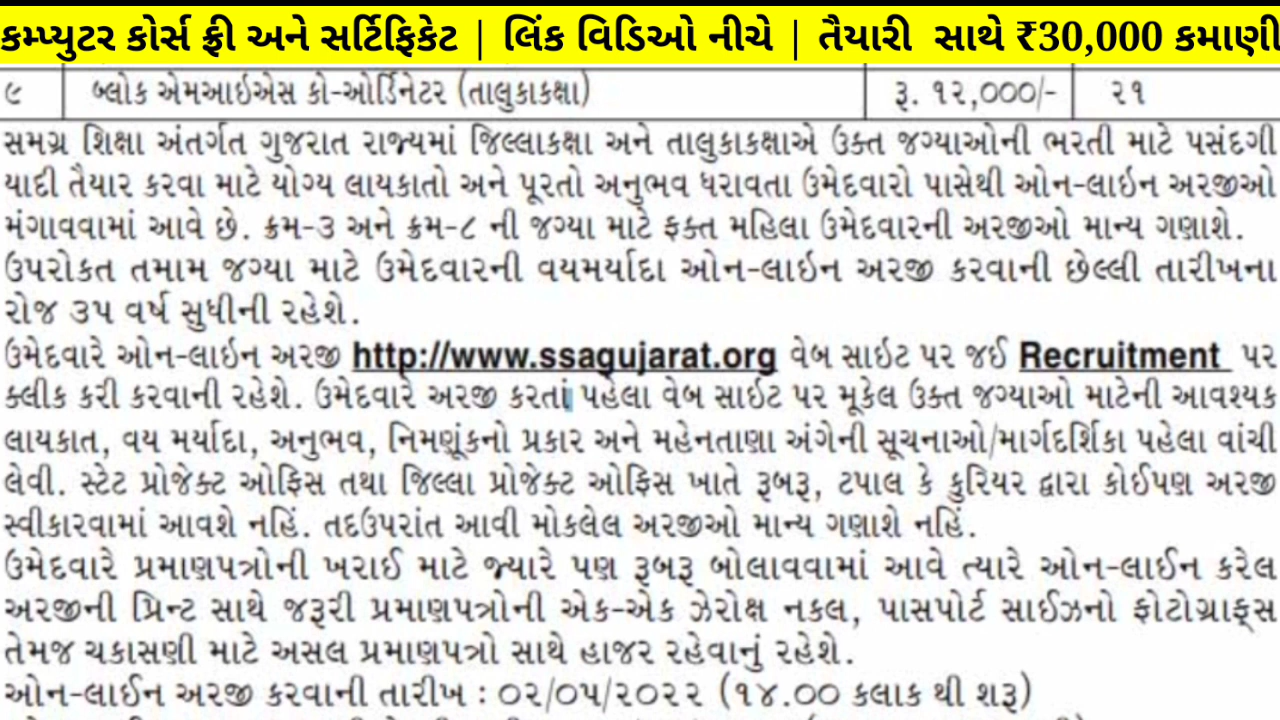 કમ્પ્યુટર કોર્સ ફ્રી અને સર્ટિફિકેટ | લિંક વિડિઓ નીચે | તૈયારી સાથે ₹30,000 કમાણી
૯ બ્લોક એમઆઇએસ કો-ઓર્ડિનેટર (તાલુકાકક્ષા) રૂ. ૧૨,૦૦૦/- ૨૧
સમગ્ર શિક્ષા અંતર્ગત ગુજરાત રાજ્યમાં જિલ્લાકક્ષા અને તાલુકાકક્ષાએ ઉક્ત જગ્યાઓની ભરતી માટે પસંદગી
યાદી તૈયાર કરવા માટે યોગ્ય લાયકાતો અને પૂરતો અનુભવ ધરાવતા ઉમેદવારો પાસેથી ઓન-લાઇન અરજીઓ
મંગાવવામાં આવે છે. ક્રમ-૩ અને ક્રમ-૮ ની જગ્યા માટે ફક્ત મહિલા ઉમેદવારની અરજીઓ માન્ય ગણાશે.
ઉપરોકત તમામ જગ્યા માટે ઉમેદવારની વયમર્યાદા ઓન-લાઇન અરજી કરવાની છેલ્લી તારીખના
રોજ ૩૫ વર્ષ સુધીની રહેશે.
ઉમેદવારે ઓન-લાઇન અરજી http://www.ssagujarat.org વેબ સાઇટ પર જઈ Recruitment પર
ક્લીક કરી કરવાની રહેશે. ઉમેદવારે અરજી કરતાં પહેલા વેબ સાઇટ પર મૂકેલ ઉક્ત જગ્યાઓ માટેની આવશ્યક
લાયકાત, વય મર્યાદા, અનુભવ, નિમણૂંકનો પ્રકાર અને મહેનતાણા અંગેની સૂચનાઓ/માર્ગદર્શિકા પહેલા વાંચી
લેવી. સ્ટેટ પ્રોજેક્ટ ઓફિસ તથા જિલ્લા પ્રોજેક્ટ ઓફિસ ખાતે રૂબરૂ, ટપાલ કે કુરિયર દ્વારા કોઈપણ અરજી
સ્વીકારવામાં આવશે નહિં. તદઉપરાંત આવી મોકલેલ અરજીઓ માન્ય ગણાશે નહિં.
ઉમેદવારે પ્રમાણપત્રોની ખરાઈ માટે જ્યારે પણ રૂબરૂ બોલાવવામાં આવે ત્યારે ઓન-લાઈન કરેલ
અરજીની પ્રિન્ટ સાથે જરૂરી પ્રમાણપત્રોની એક-એક ઝેરોક્ષ નકલ, પાસપોર્ટ સાઈઝનો ફોટોગ્રાફ્સ
તેમજ ચકાસણી માટે અસલ પ્રમાણપત્રો સાથે હાજર રહેવાનું રહેશે.
ઓન-લાઈન અરજી કરવાની તારીખ : ૦૨/૦૫/૨૦૨૨ (૧૪.૦૦ કલાક થી શરૂ)